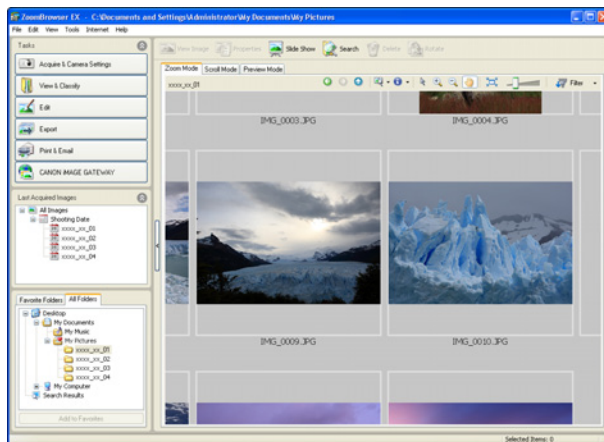 ZoomBrowser EX - C:\Documents and Settings\Administrator\My Documents\My Pictures
File Edit View Tools Internet Help
Tasks
View Image Properties Slide Show Search Delete Rotate
Acquire & Camera Settings
Zoom Mode Scroll Mode Preview Mode
View & Classify
xxxx_xx_01
Filter
Edit
IMG_0003.JPG IMG_0004.JPG
Export
Print & Email
CANON iMAGE GATEWAY
Last Acquired Images
All Images
Shooting Date
xxxx_xx_01
xxxx_xx_02
xxxx_xx_03
xxxx_xx_04
Favorite Folders All Folders
Desktop
My Documents
My Music
My Pictures
IMG_0009.JPG IMG_0010.JPG
xxxx_xx_01
xxxx_xx_02
xxxx_xx_03
xxxx_xx_04
My Computer
Search Results
Add to Favorites
Selected Items: 0